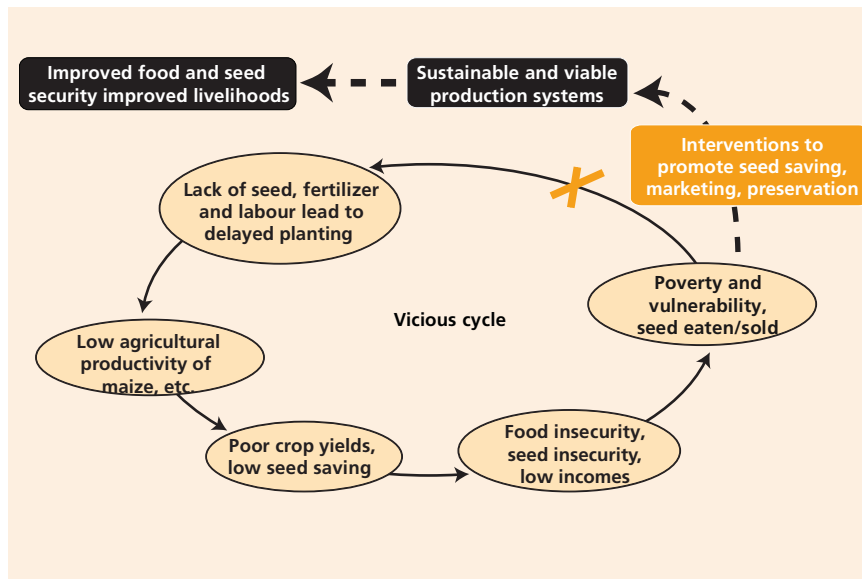 Improved food and seed
security improved livelihoods
Sustainable and viable
production systems
Interventions to
promote seed saving,
marketing, preservation
Lack of seed, fertilizer
and labour lead to
delayed planting
Poverty and
vulnerability,
seed eaten/sold
Vicious cycle
Low agricultural
productivity of
maize, etc.
Poor crop yields,
low seed saving
Food insecurity,
seed insecurity,
low incomes